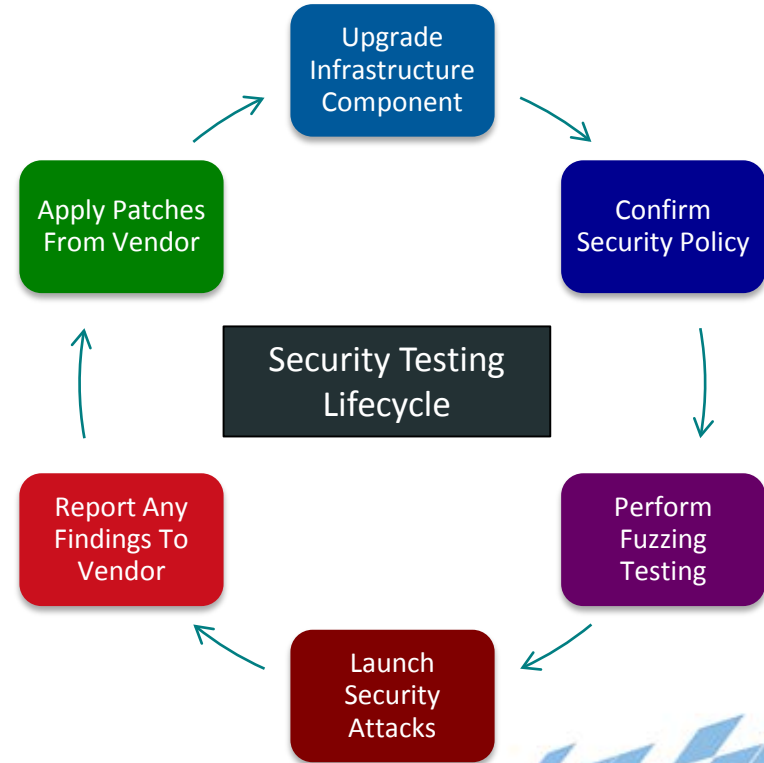 Upgrade
Infrastructure
Component
Apply Patches
From Vendor
Confirm
Security Policy
Security Testing
Lifecycle
Report Any
Findings To
Vendor
Perform
Fuzzing
Testing
Launch
Security
Attacks